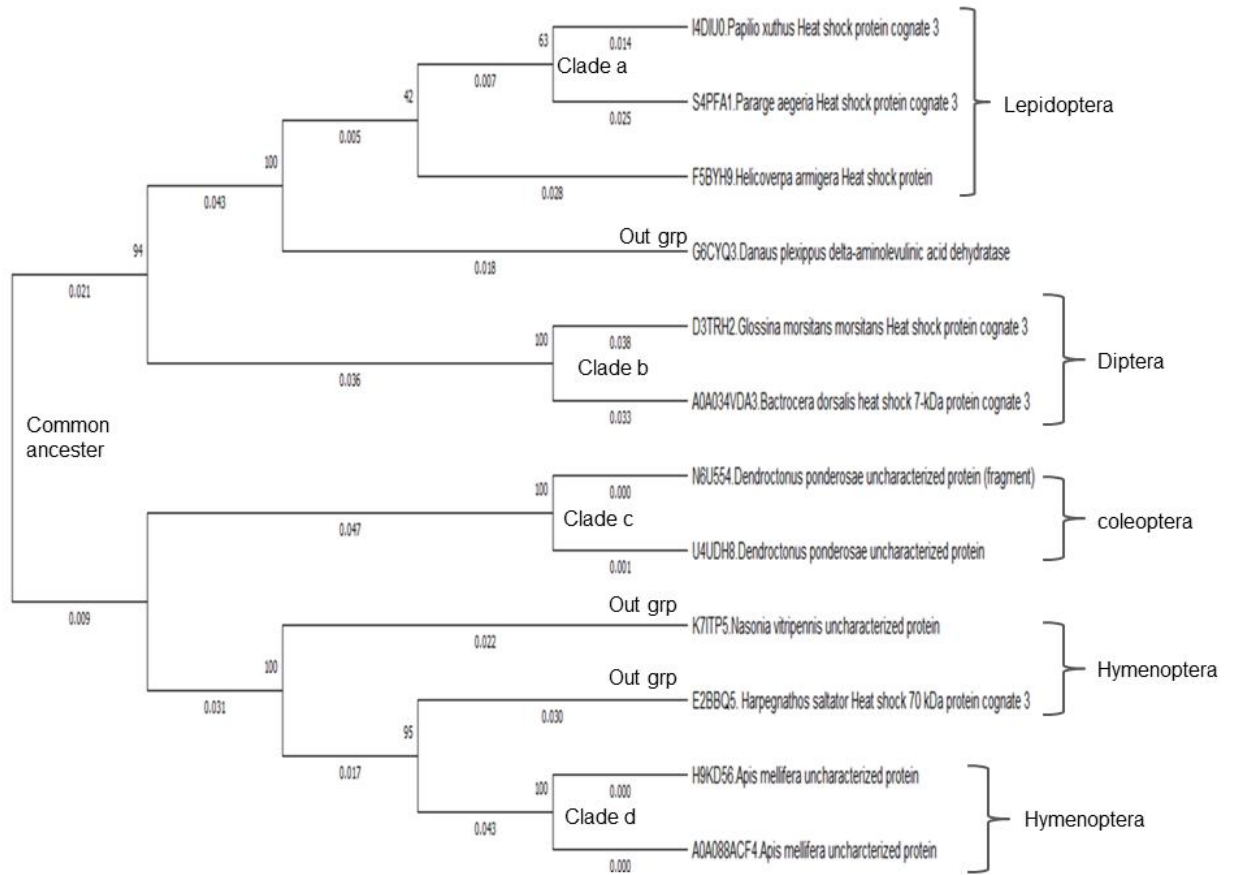 I4DIU0.Papilio xuthus Heat shock protein cognate 3
63
0.014
Clade a
0.007
42
S4PFA1.Pararge aegeria Heat shock protein cognate 3
0.025
Lepidoptera
0.005
100
F5BYH9.Helicoverpa armigera Heat shock protein
0.028
0.043
Out grp
G6CYQ3.Danaus plexippus delta-aminolevulinic acid dehydratase
94
0.018
0.021
D3TRH2.Glossina morsitans morsitans Heat shock protein cognate 3
100
0.038
Clade b
Diptera
0.036
A0A034VDA3.Bactrocera dorsalis heat shock 7-kDa protein cognate 3
0.033
Common
ancester
N6U554.Dendroctonus ponderosae uncharacterized protein (fragment)
100
0.000
Clade c
coleoptera
0.047
U4UDH8.Dendroctonus ponderosae uncharacterized protein
0.001
0.009
Out grp
K7ITP5.Nasonia vitripennis uncharacterized protein
0.022
100
Hymenoptera
Out grp
0.031
E2BBQ5. Harpegnathos saltator Heat shock 70 kDa protein cognate 3
0.030
95
0.017
H9KD56.Apis mellifera uncharacterized protein
100
0.000
Clade d
Hymenoptera
0.043
A0A088ACF4.Apis mellifera uncharcterized protein
0.000